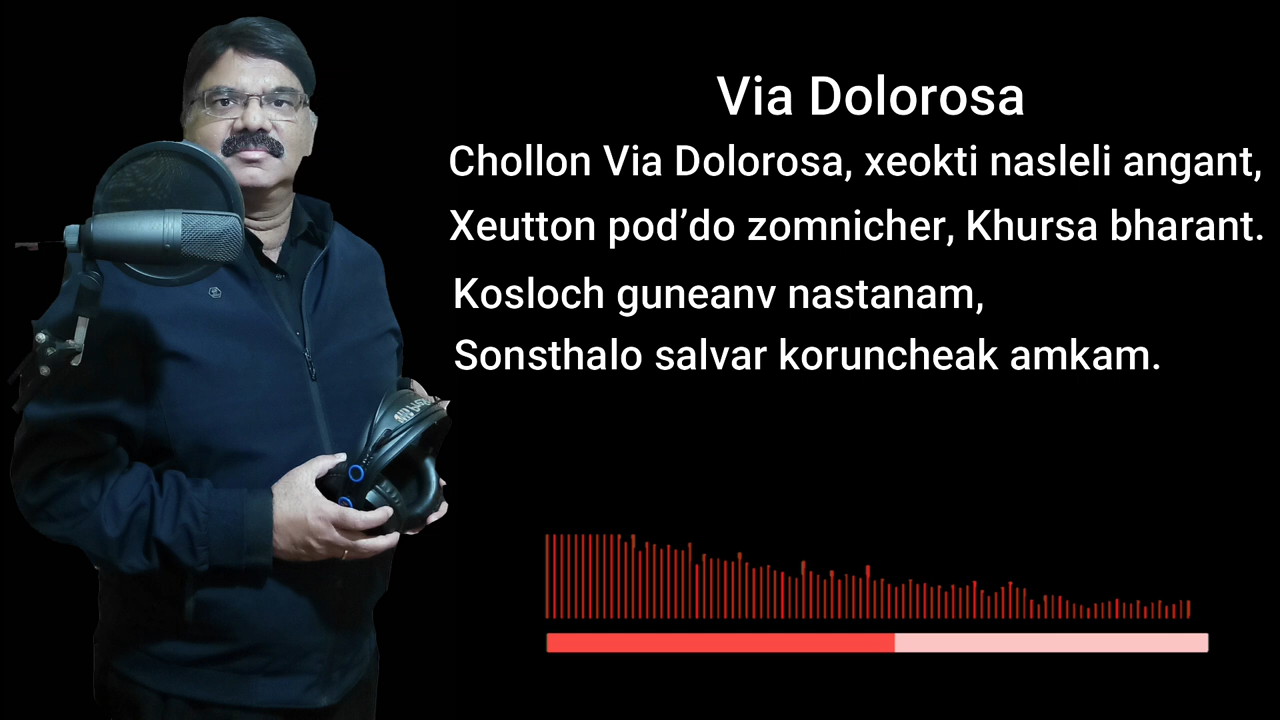 Via Dolorosa
Chollon Via Dolorosa, xeokti nasleli angant,
Xeutton pod’do zomnicher, Khursa bharant.
Kosloch guneanv nastanam,
Sonsthalo salvar koruncheak amkam.